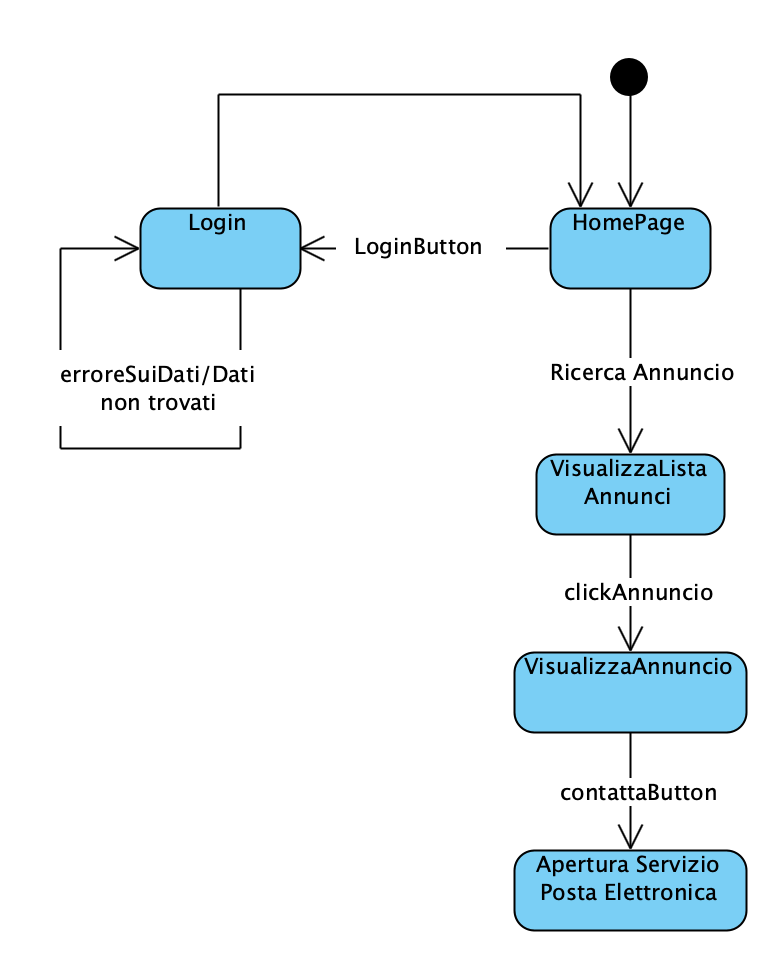 Login
HomePage
LoginButton
erroreSuiDati/Dati
non trovati
Ricerca Annuncio
VisualizzaLista
Annunci
clickAnnuncio
VisualizzaAnnuncio
contattaButton
Apertura Servizio
Posta Elettronica